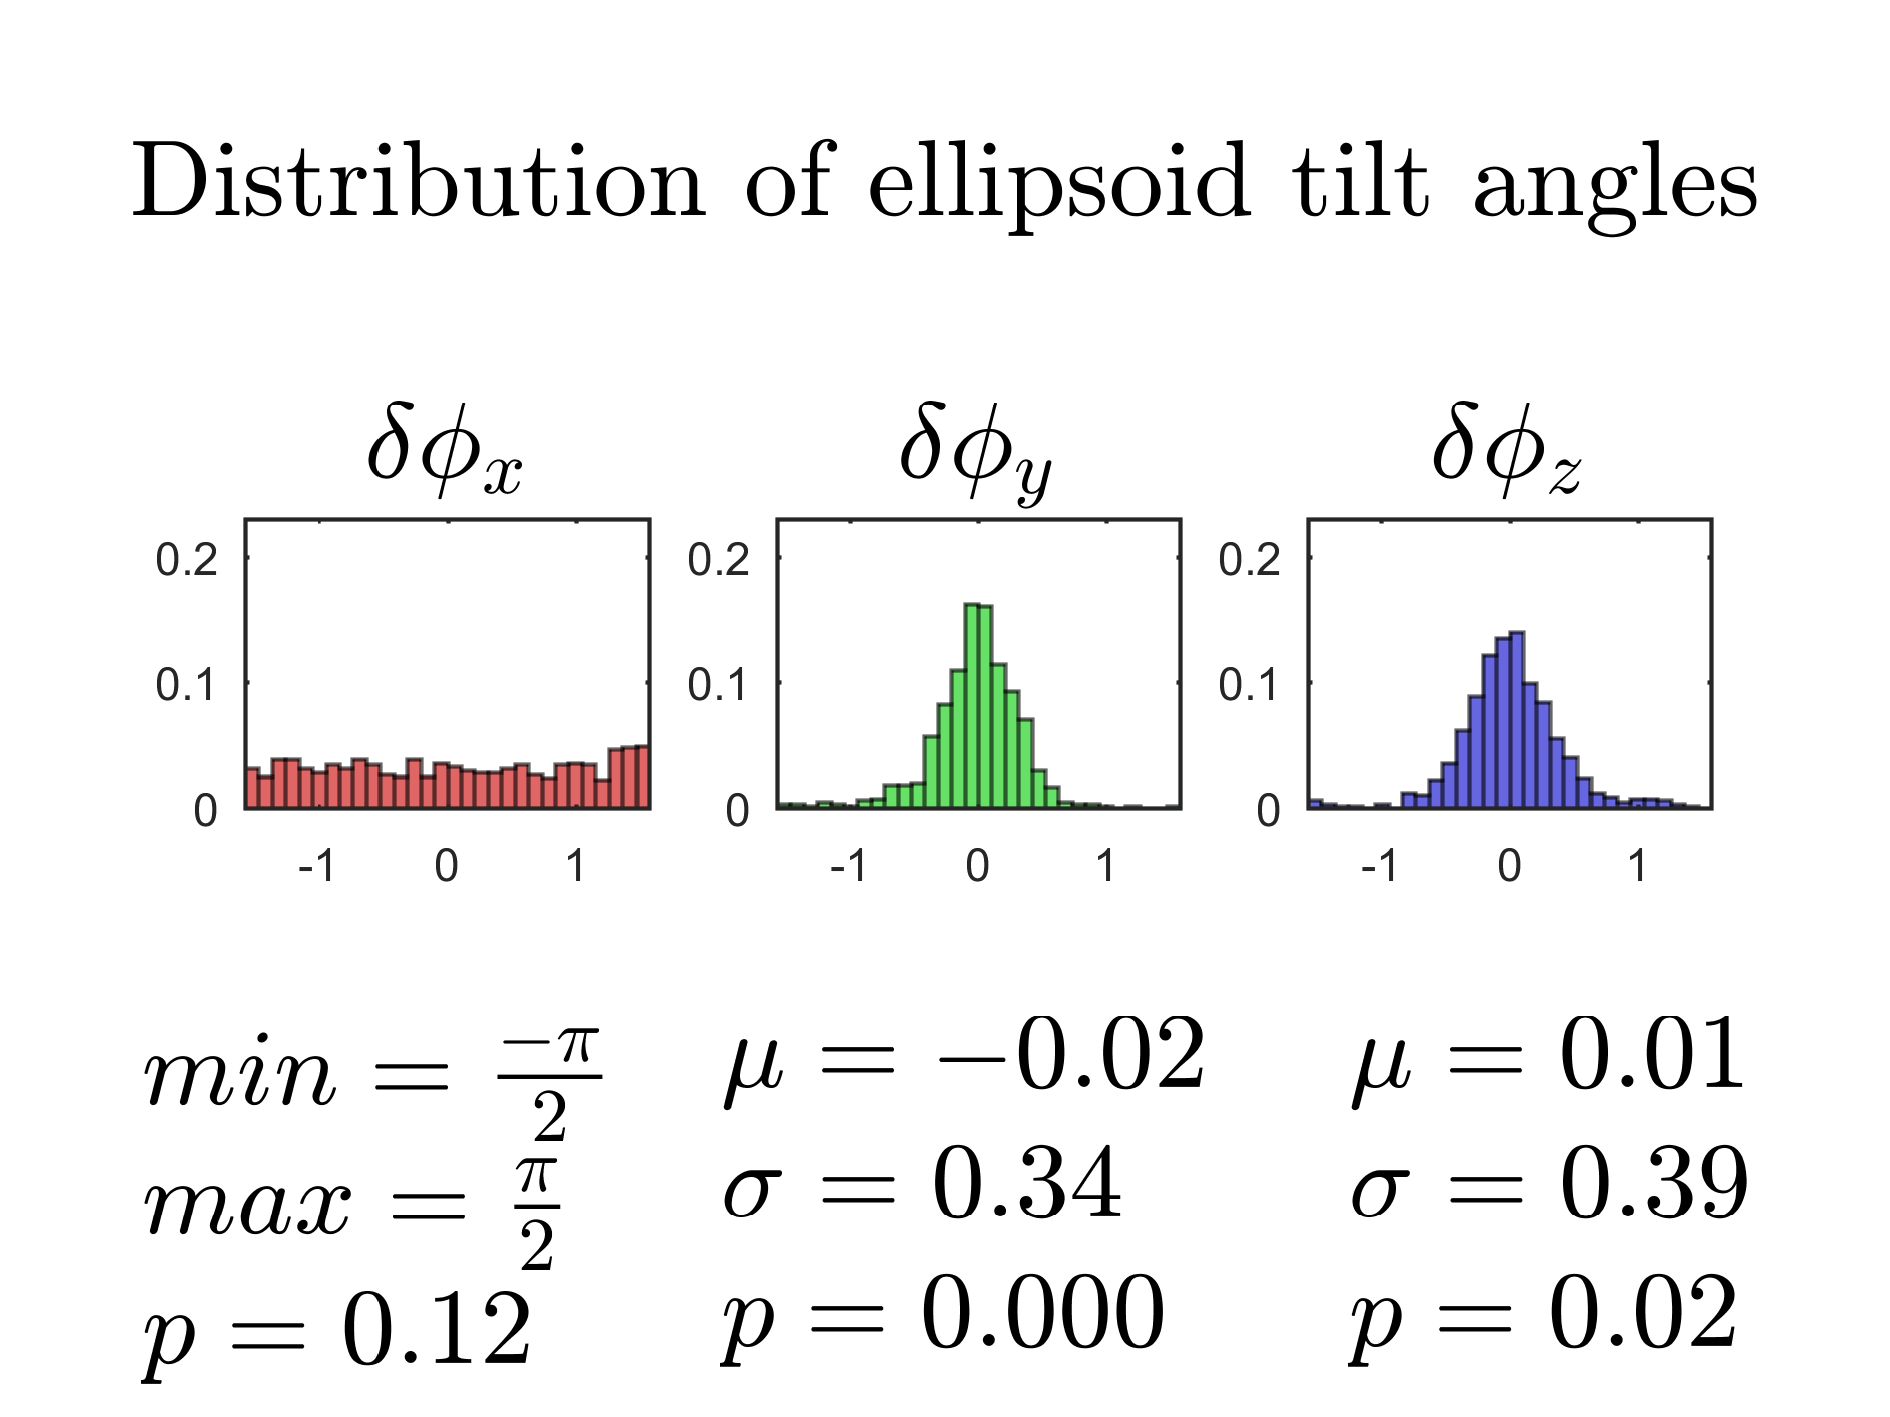 Distribution of ellipsoid tilt angles
δϕx δϕy δϕz
0.2 0.2 0.2
0.1 0.1 0.1
0 0 0
-1 0 1 -1 0 1 -1 0 1
min = −π/2
max = π/2
p = 0.12
μ = −0.02
σ = 0.34
p = 0.000
μ = 0.01
σ = 0.39
p = 0.02